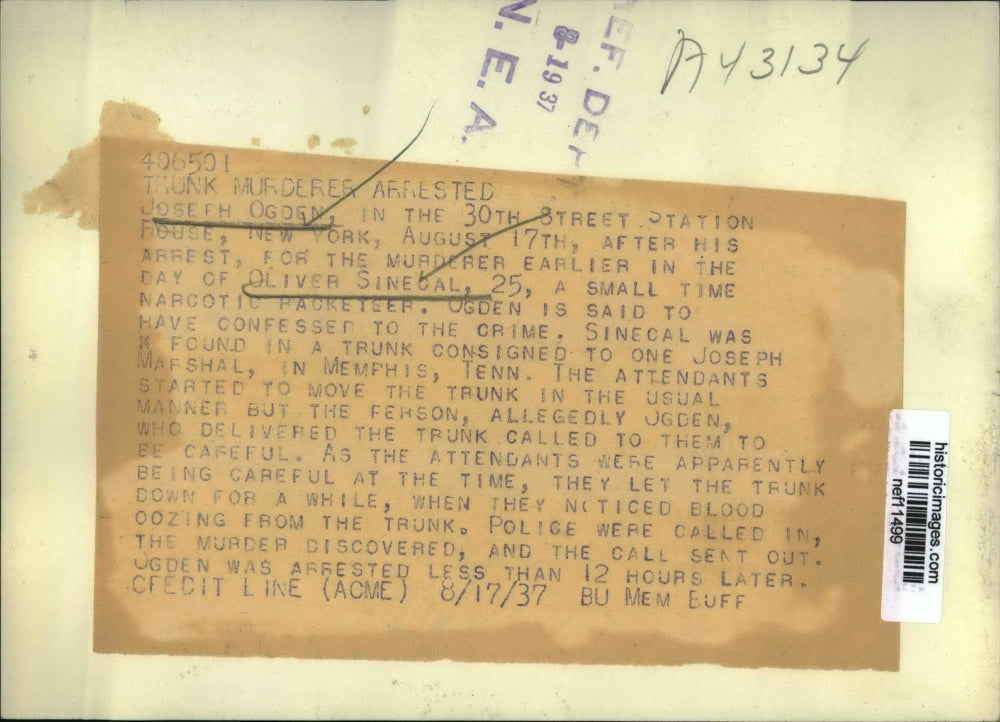 A43134
REF. DEPT
8-19 37
N.E.A.
406501
TRUNK MURDERER ARRESTED
JOSEPH OGDEN, IN THE 30TH STREET STATION
HOUSE, NEW YORK, AUGUST 17TH, AFTER HIS
ARREST, FOR THE MURDERER EARLIER IN THE
DAY OF OLIVER SINECAL, 25, A SMALL TIME
NARCOTIC RACKETEER. OGDEN IS SAID TO
HAVE CONFESSED TO THE CRIME. SINECAL WAS
X FOUND IN A TRUNK CONSIGNED TO ONE JOSEPH
MARSHAL, IN MEMPHIS, TENN. THE ATTENDANTS
STARTED TO MOVE THE TRUNK IN THE USUAL
MANNER BUT THE PERSON, ALLEGEDLY OGDEN,
WHO DELIVERED THE TRUNK CALLED TO THEM TO
BE CAREFUL. AS THE ATTENDANTS WERE APPARENTLY
BEING CAREFUL AT THE TIME, THEY LET THE TRUNK
DOWN FOR A WHILE, WHEN THEY NOTICED BLOOD
OOZING FROM THE TRUNK. POLICE WERE CALLED IN,
THE MURDER DISCOVERED, AND THE CALL SENT OUT.
OGDEN WAS ARRESTED LESS THAN 12 HOURS LATER.
CREDIT LINE (ACME) 8/17/37 BU MEM BUFF
historicimages.com
nef11499